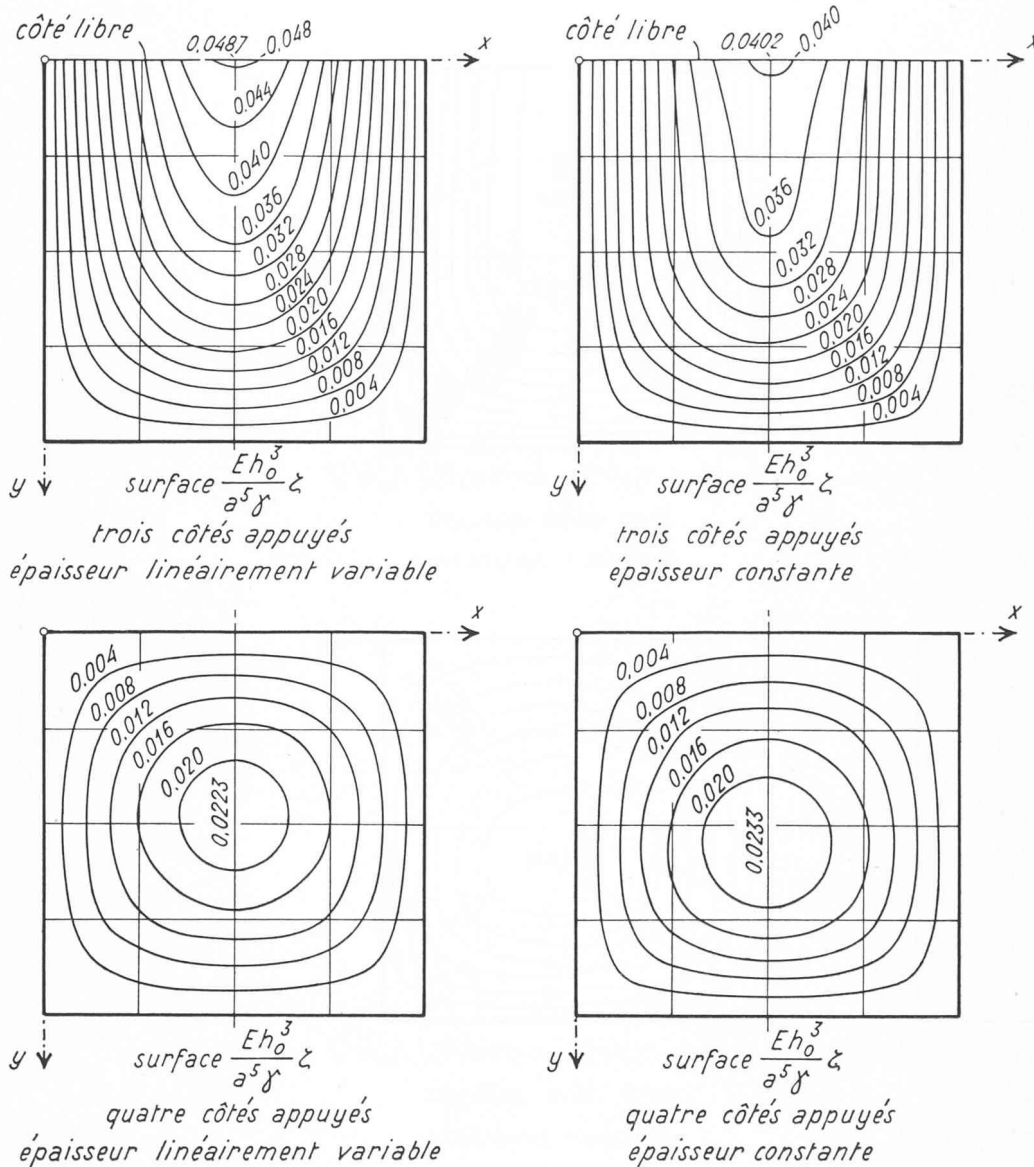 côté libre
0,0487
0,048
x
0,044
0,040
0,036
0,032
0,028
0,024
0,020
0,016
0,012
0,008
0,004
y
surface Eh₀³/a⁵γ ζ
trois côtés appuyés
épaisseur linéairement variable
côté libre
0,0402
0,040
x
0,036
0,032
0,028
0,024
0,020
0,016
0,012
0,008
0,004
y
surface Eh₀³/a⁵γ ζ
trois côtés appuyés
épaisseur constante
x
0,004
0,008
0,012
0,016
0,020
0,0223
y
surface Eh₀³/a⁵γ ζ
quatre côtés appuyés
épaisseur linéairement variable
x
0,004
0,008
0,012
0,016
0,020
0,0233
y
surface Eh₀³/a⁵γ ζ
quatre côtés appuyés
épaisseur constante